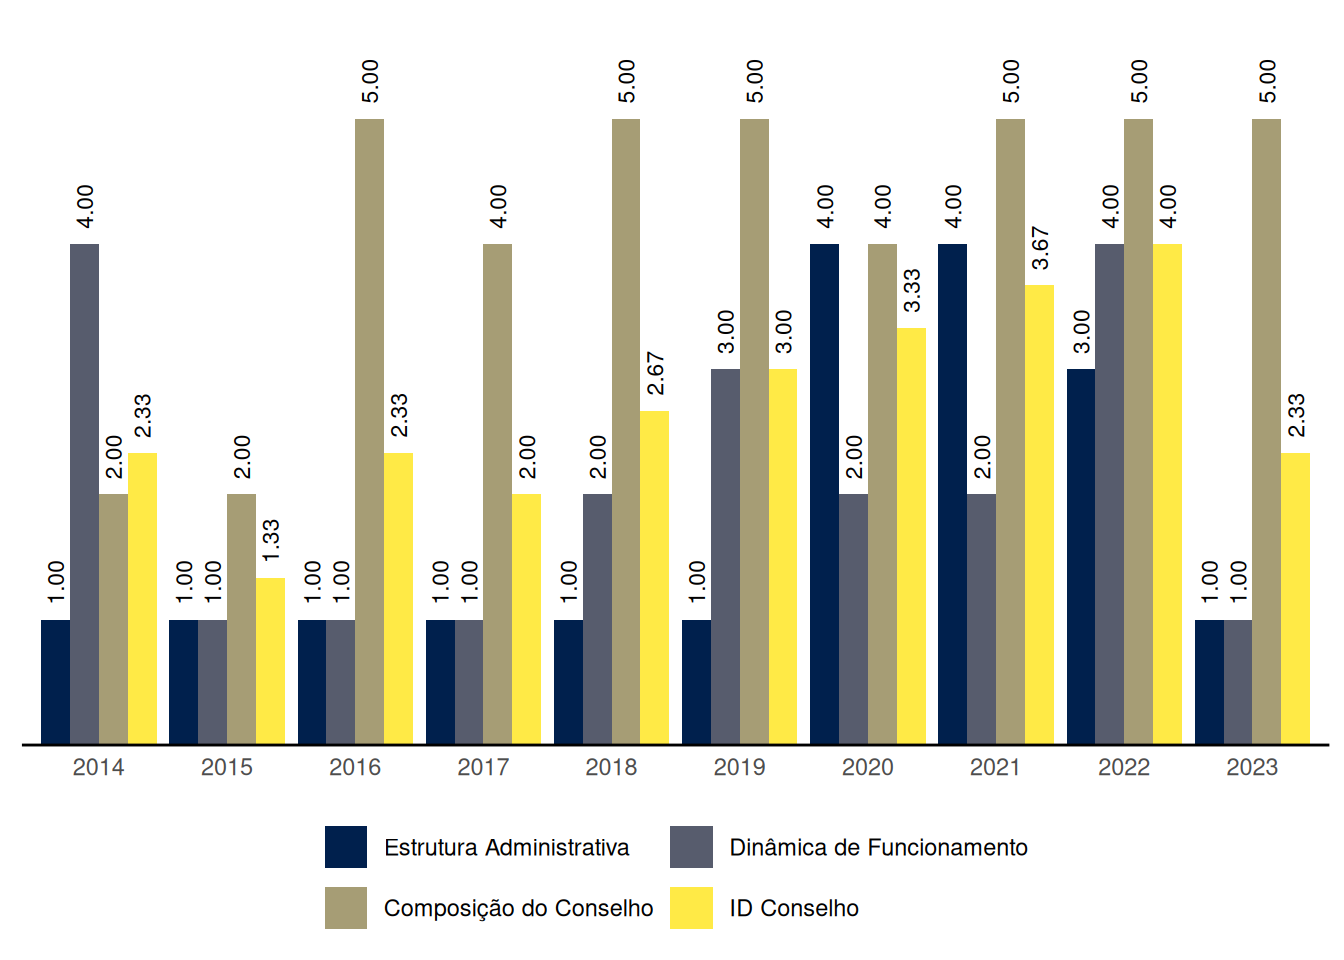 5.00 5.00 5.00 5.00 5.00 5.00
4.00 4.00 4.00 4.00 4.00 4.00 4.00
3.67
3.33
3.00 3.00 3.00
2.67
2.33 2.33 2.33
2.00 2.00 2.00 2.00 2.00 2.00
1.33
1.00 1.00 1.00 1.00 1.00 1.00 1.00 1.00 1.00 1.00 1.00
2014 2015 2016 2017 2018 2019 2020 2021 2022 2023
Estrutura Administrativa Dinâmica de Funcionamento
Composição do Conselho ID Conselho